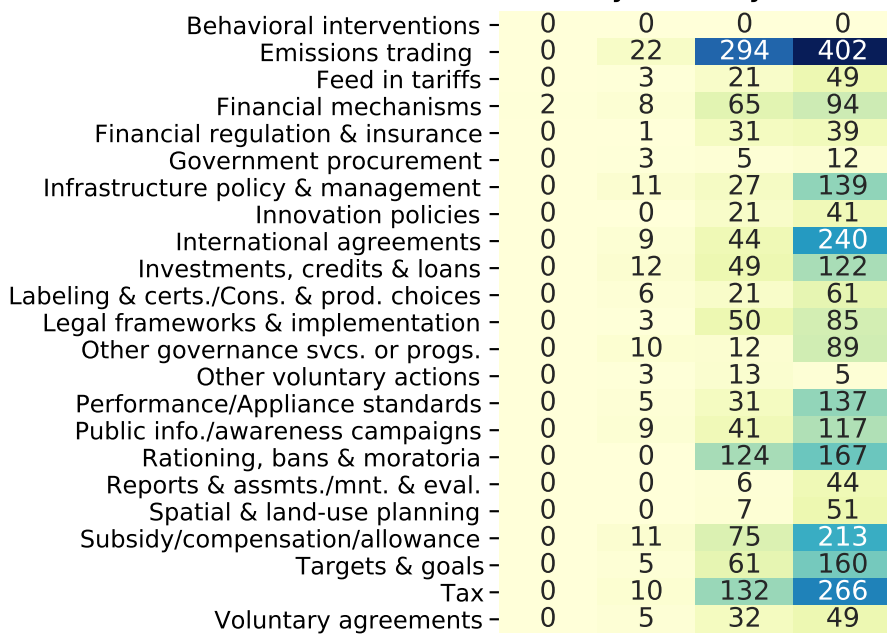 Behavioral interventions 0 0 0 0
Emissions trading 0 22 294 402
Feed in tariffs 0 3 21 49
Financial mechanisms 2 8 65 94
Financial regulation & insurance 0 1 31 39
Government procurement 0 3 5 12
Infrastructure policy & management 0 11 27 139
Innovation policies 0 0 21 41
International agreements 0 9 44 240
Investments, credits & loans 0 12 49 122
Labeling & certs./Cons. & prod. choices 0 6 21 61
Legal frameworks & implementation 0 3 50 85
Other governance svcs. or progs. 0 10 12 89
Other voluntary actions 0 3 13 5
Performance/Appliance standards 0 5 31 137
Public info./awareness campaigns 0 9 41 117
Rationing, bans & moratoria 0 0 124 167
Reports & assmts./mnt. & eval. 0 0 6 44
Spatial & land-use planning 0 0 7 51
Subsidy/compensation/allowance 0 11 75 213
Targets & goals 0 5 61 160
Tax 0 10 132 266
Voluntary agreements 0 5 32 49